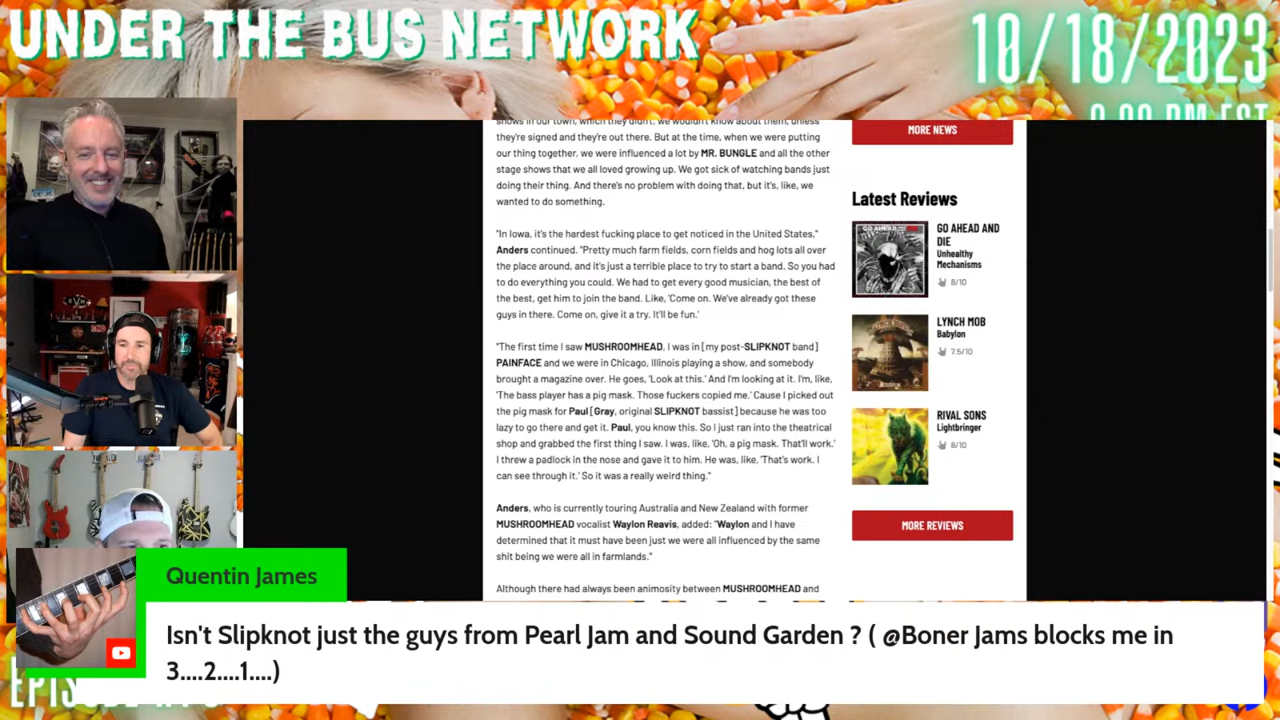 UNDER THE BUS NETWORK
10/18/2023
shows in our town, which they didn't, we wouldn't know about them, unless
they're signed and they're out there. But at the time, when we were putting
our thing together, we were influenced a lot by MR. BUNGLE and all the other
stage shows that we all loved growing up. We got sick of watching bands just
doing their thing. And there's no problem with doing that, but it's, like, we
wanted to do something.
"In Iowa, it's the hardest fucking place to get noticed in the United States,"
Anders continued. "Pretty much farm fields, corn fields and hog lots all over
the place around, and it's just a terrible place to try to start a band. So you had
to do everything you could. We had to get every good musician, the best of
the best, get him to join the band. Like, 'Come on. We've already got these
guys in there. Come on, give it a try. It'll be fun.'
"The first time I saw MUSHROOMHEAD, I was in [my post-SLIPKNOT band]
PAINFACE and we were in Chicago, Illinois playing a show, and somebody
brought a magazine over. He goes, 'Look at this.' And I'm looking at it. I'm, like,
'The bass player has a pig mask. Those fuckers copied me.' Cause I picked out
the pig mask for Paul [Gray, original SLIPKNOT bassist] because he was too
lazy to go there and get it. Paul, you know this. So I just ran into the theatrical
shop and grabbed the first thing I saw. I was, like, 'Oh, a pig mask. That'll work.'
I threw a padlock in the nose and gave it to him. He was, like, 'That's work. I
can see through it.' So it was a really weird thing."
Anders, who is currently touring Australia and New Zealand with former
MUSHROOMHEAD vocalist Waylon Reavis, added: "Waylon and I have
determined that it must have been just we were all influenced by the same
shit being we were all in farmlands."
Although there had always been animosity between MUSHROOMHEAD and
MORE NEWS
Latest Reviews
GO AHEAD AND
DIE
Unhealthy
Mechanisms
8/10
LYNCH MOB
Babylon
7.5/10
RIVAL SONS
Lightbringer
8/10
MORE REVIEWS
Quentin James
Isn't Slipknot just the guys from Pearl Jam and Sound Garden ? ( @Boner Jams blocks me in
3....2....1....)